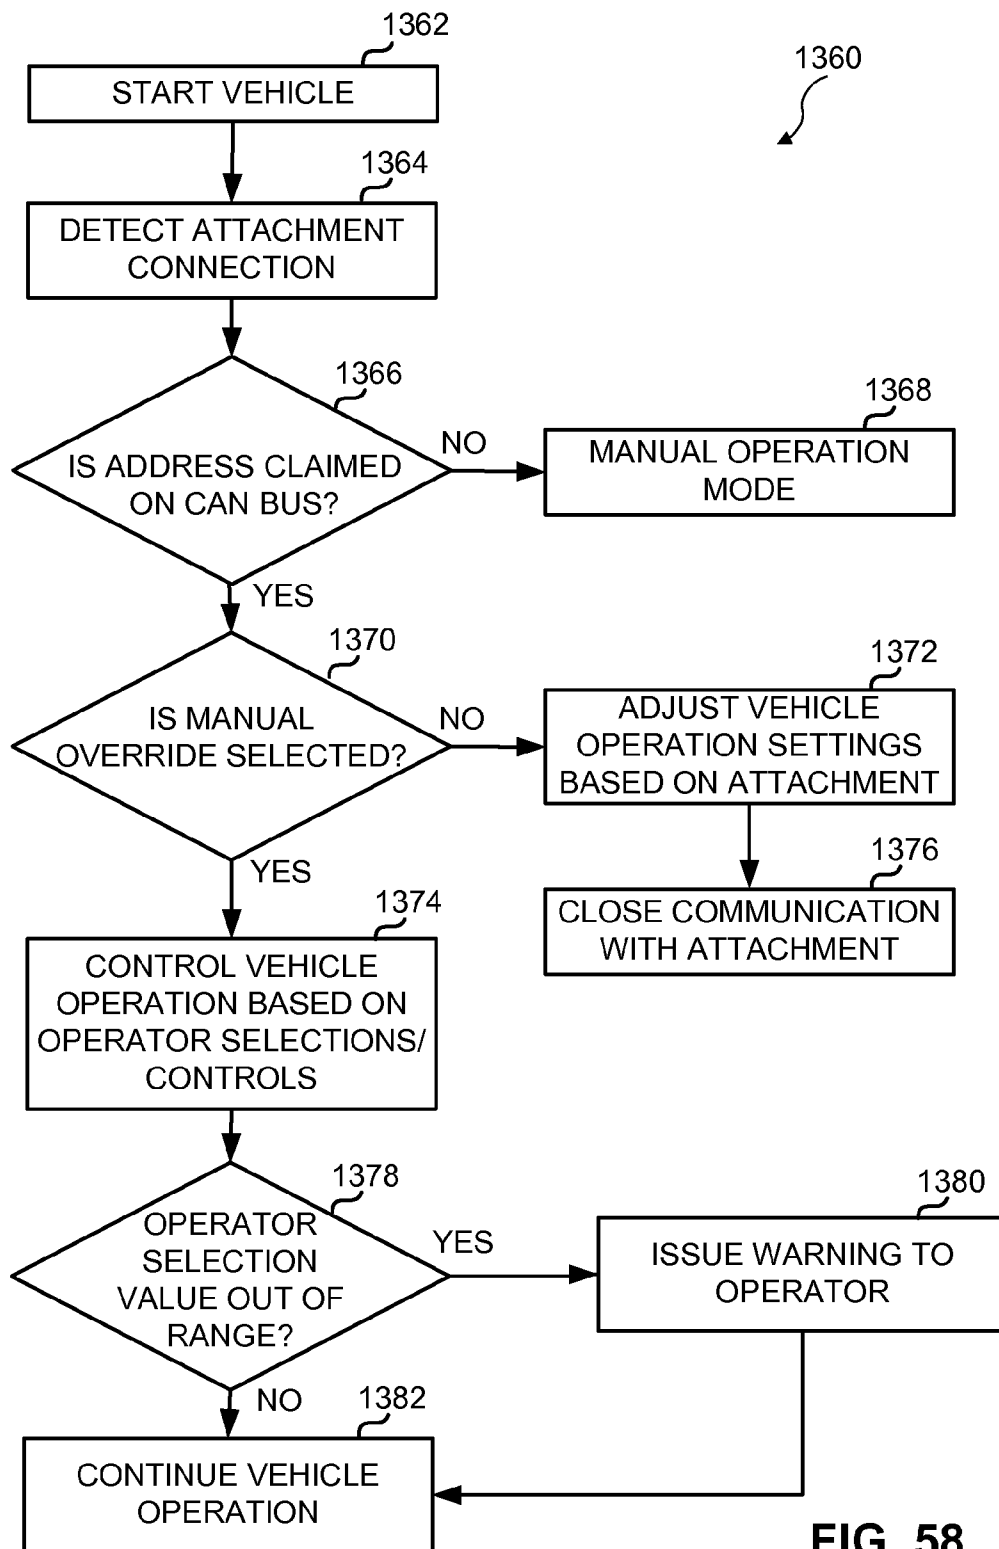 1362
START VEHICLE
1360
1364
DETECT ATTACHMENT
CONNECTION
1366
IS ADDRESS CLAIMED
ON CAN BUS?
NO
1368
MANUAL OPERATION
MODE
YES
1370
IS MANUAL
OVERRIDE SELECTED?
NO
1372
ADJUST VEHICLE
OPERATION SETTINGS
BASED ON ATTACHMENT
1376
CLOSE COMMUNICATION
WITH ATTACHMENT
YES
1374
CONTROL VEHICLE
OPERATION BASED ON
OPERATOR SELECTIONS/
CONTROLS
1378
OPERATOR
SELECTION
VALUE OUT OF
RANGE?
YES
1380
ISSUE WARNING TO
OPERATOR
NO
1382
CONTINUE VEHICLE
OPERATION
FIG. 58